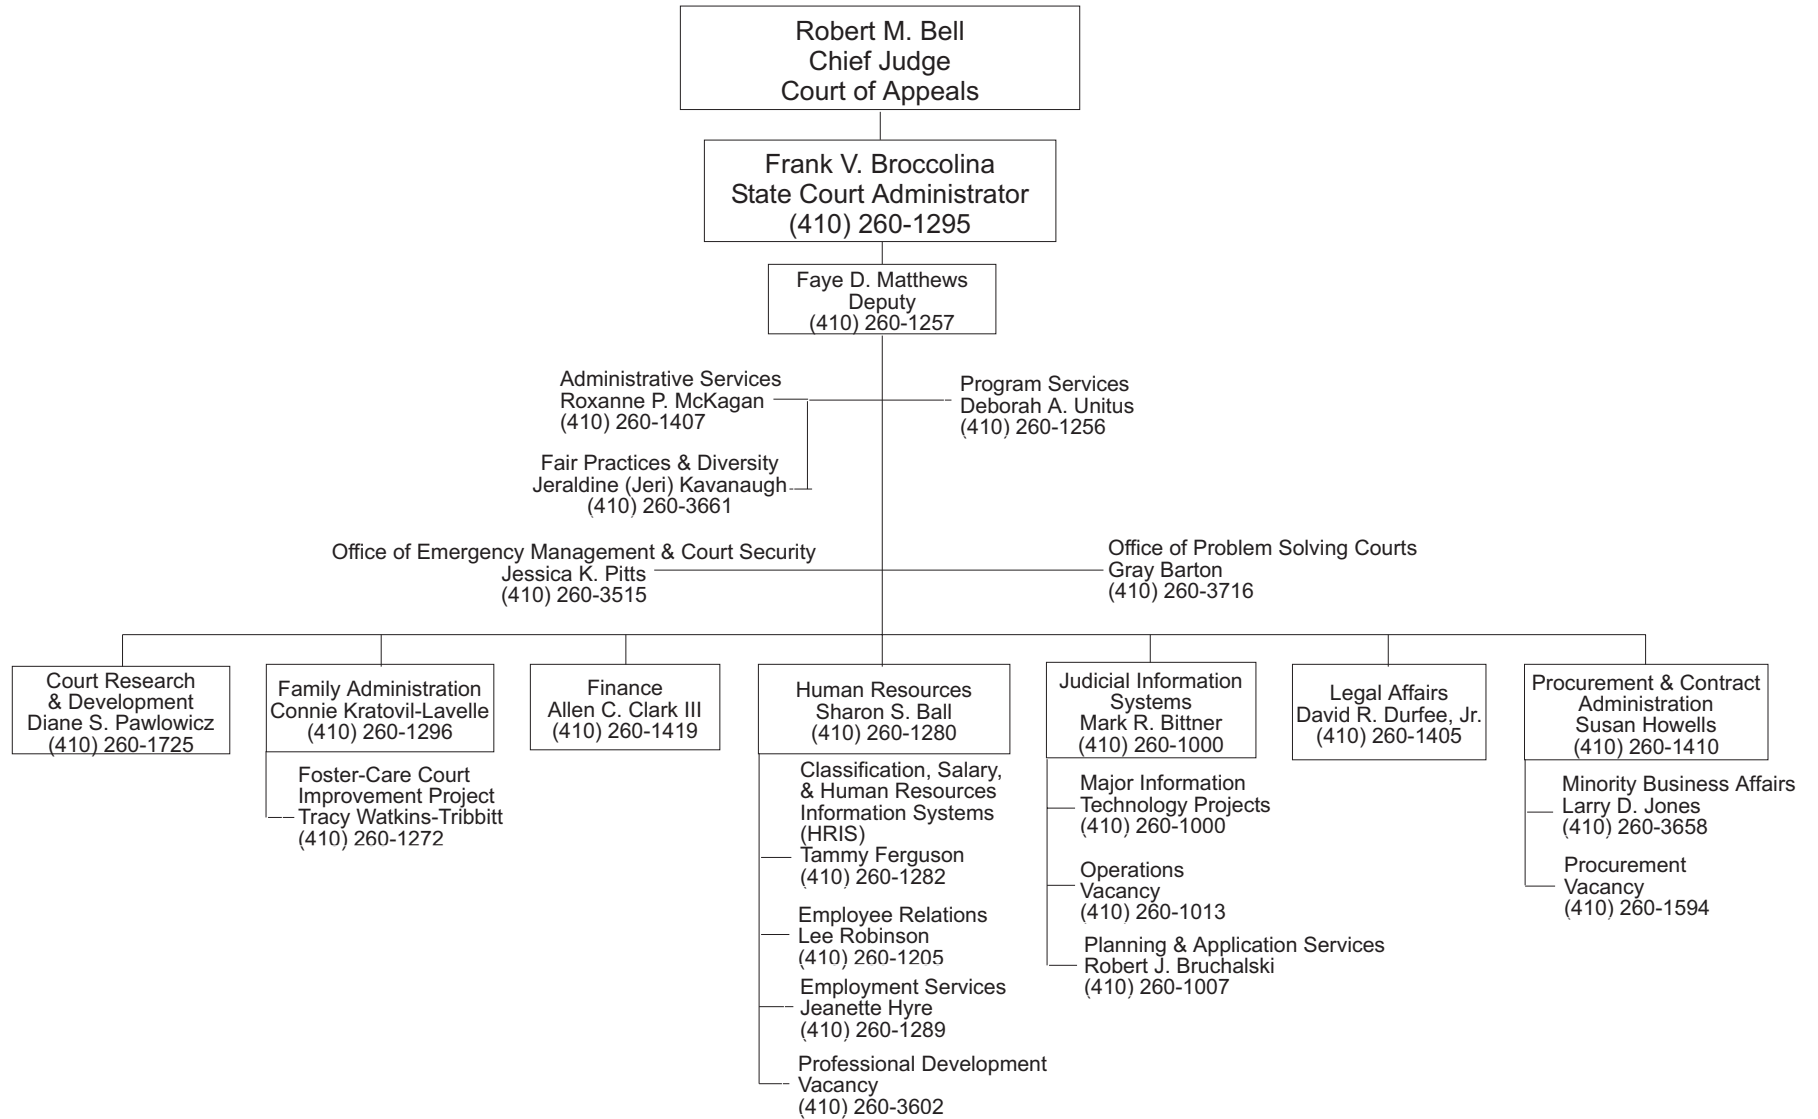 Robert M. Bell
Chief Judge
Court of Appeals
Frank V. Broccolina
State Court Administrator
(410) 260-1295
Faye D. Matthews
Deputy
(410) 260-1257
Administrative Services
Roxanne P. McKagan
(410) 260-1407
Program Services
Deborah A. Unitus
(410) 260-1256
Fair Practices & Diversity
Jeraldine (Jeri) Kavanaugh
(410) 260-3661
Office of Emergency Management & Court Security
Jessica K. Pitts
(410) 260-3515
Office of Problem Solving Courts
Gray Barton
(410) 260-3716
Court Research
& Development
Diane S. Pawlowicz
(410) 260-1725
Family Administration
Connie Kratovil-Lavelle
(410) 260-1296
Foster-Care Court
Improvement Project
Tracy Watkins-Tribbitt
(410) 260-1272
Finance
Allen C. Clark III
(410) 260-1419
Human Resources
Sharon S. Ball
(410) 260-1280
Classification, Salary,
& Human Resources
Information Systems
(HRIS)
Tammy Ferguson
(410) 260-1282
Employee Relations
Lee Robinson
(410) 260-1205
Employment Services
Jeanette Hyre
(410) 260-1289
Professional Development
Vacancy
(410) 260-3602
Judicial Information
Systems
Mark R. Bittner
(410) 260-1000
Major Information
Technology Projects
(410) 260-1000
Operations
Vacancy
(410) 260-1013
Planning & Application Services
Robert J. Bruchalski
(410) 260-1007
Legal Affairs
David R. Durfee, Jr.
(410) 260-1405
Procurement & Contract
Administration
Susan Howells
(410) 260-1410
Minority Business Affairs
Larry D. Jones
(410) 260-3658
Procurement
Vacancy
(410) 260-1594